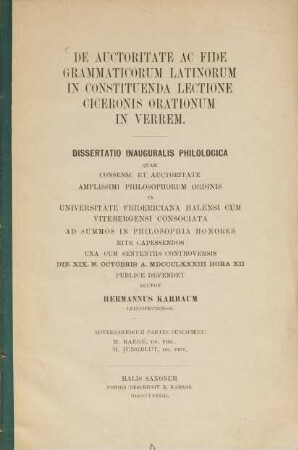 DE AUCTORITATE AC FIDE
GRAMMATICORUM LATINORUM
IN CONSTITUENDA LECTIONE
CICERONIS ORATIONUM
IN VERREM.
DISSERTATIO INAUGURALIS PHILOLOGICA
QUAM
CONSENSU ET AUCTORITATE
AMPLISSIMI PHILOSOPHORUM ORDINIS
IN
UNIVERSITATE FRIDERICIANA HALENSI CUM
VITEBERGENSI CONSOCIATA
AD SUMMOS IN PHILOSOPHIA HONORES
RITE CAPESSENDOS
UNA CUM SENTENTIIS CONTROVERSIS
DIE XIX. M. OCTOBRIS A. MDCCCLXXXIII HORA XII
PUBLICE DEFENDET
AUCTOR
HERMANNUS KARBAUM
ADVERSARIORUM PARTES SUSCIPIENT:
M. RABGE, DR. PHIL.
H. JUNGBLUT, DR. PHIL.
HALIS SAXONUM
FORMIS DESCRIPSIT E. KARRAS.
MDCCCLXXXIII.